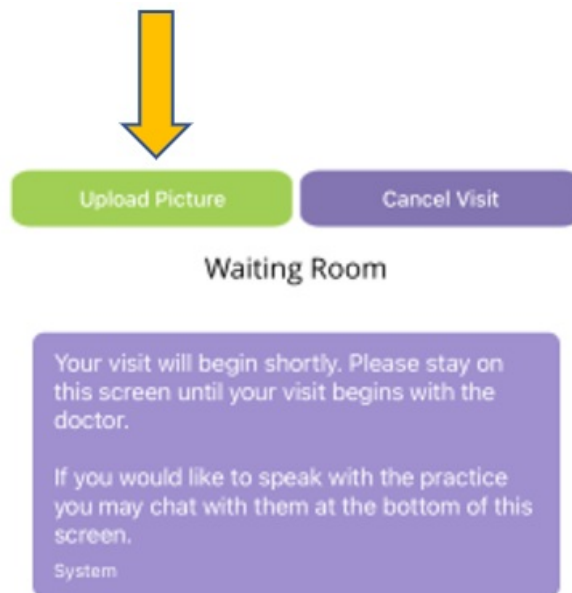 Upload Picture
Cancel Visit
Waiting Room
Your visit will begin shortly. Please stay on
this screen until your visit begins with the
doctor.
If you would like to speak with the practice
you may chat with them at the bottom of this
screen.
System